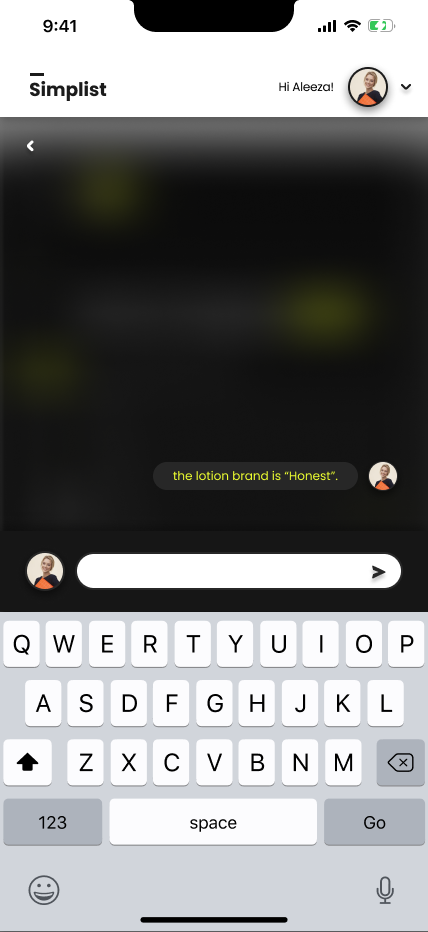 9:41
Simplist
Hi Aleeza!
the lotion brand is “Honest”.
Q W E R T Y U I O P
A S D F G H J K L
Z X C V B N M
123 space Go